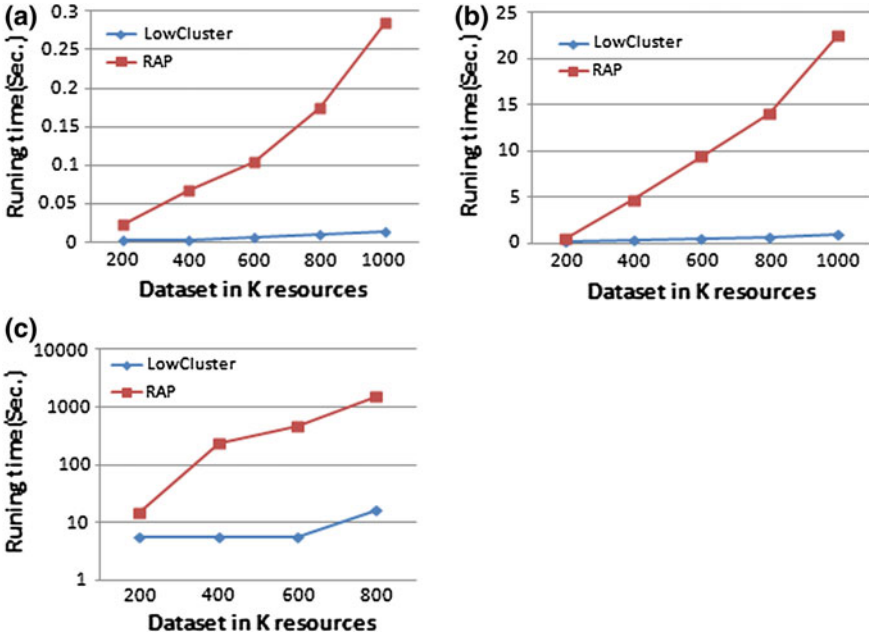 (a)
0.3
0.25
0.2
0.15
0.1
0.05
0
Runing time(Sec.)
LowCluster
RAP
200 400 600 800 1000
Dataset in K resources
(b)
25
20
15
10
5
0
Runing time(Sec.)
LowCluster
RAP
200 400 600 800 1000
Dataset in K resources
(c)
10000
1000
100
10
1
Runing time(Sec.)
LowCluster
RAP
200 400 600 800
Dataset in K resources